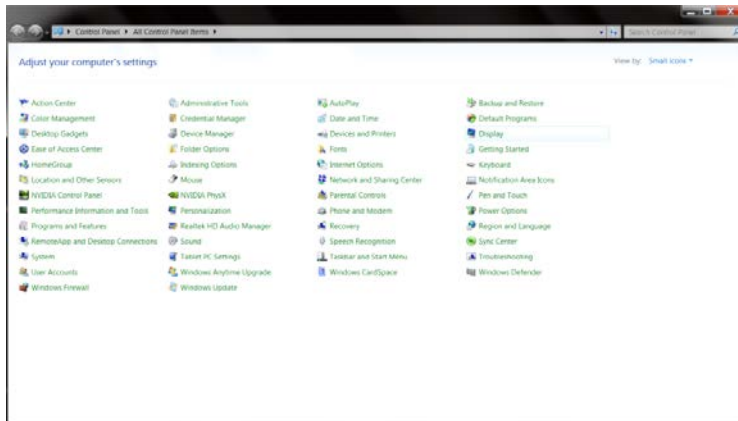 Control Panel All Control Panel Items
Search Control Panel
Adjust your computer's settings
View by: Small icons
Action Center Administrative Tools AutoPlay Backup and Restore
Color Management Credential Manager Date and Time Default Programs
Desktop Gadgets Device Manager Devices and Printers Display
Ease of Access Center Folder Options Fonts Getting Started
HomeGroup Indexing Options Internet Options Keyboard
Location and Other Sensors Mouse Network and Sharing Center Notification Area Icons
NVIDIA Control Panel NVIDIA PhysX Parental Controls Pen and Touch
Performance Information and Tools Personalization Phone and Modem Power Options
Programs and Features Realtek HD Audio Manager Recovery Region and Language
RemoteApp and Desktop Connections Sound Speech Recognition Sync Center
System Tablet PC Settings Taskbar and Start Menu Troubleshooting
User Accounts Windows Anytime Upgrade Windows CardSpace Windows Defender
Windows Firewall Windows Update